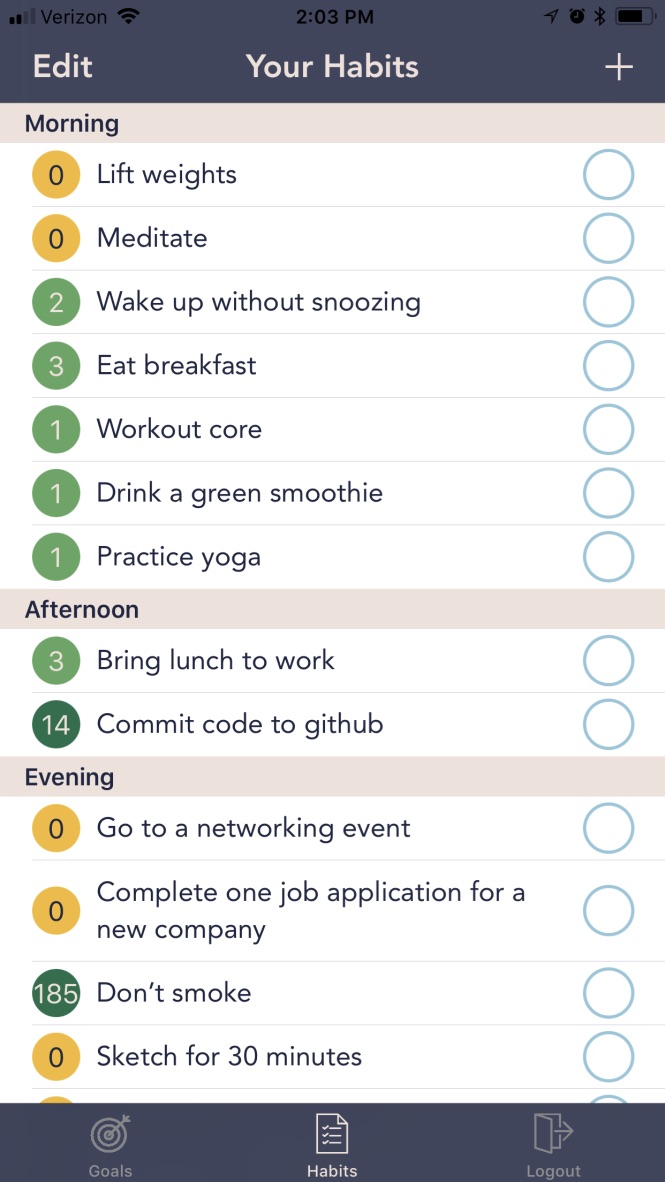 Verizon 2:03 PM
Edit Your Habits +
Morning
0 Lift weights
0 Meditate
2 Wake up without snoozing
3 Eat breakfast
1 Workout core
1 Drink a green smoothie
1 Practice yoga
Afternoon
3 Bring lunch to work
14 Commit code to github
Evening
0 Go to a networking event
0 Complete one job application for a
new company
185 Don’t smoke
0 Sketch for 30 minutes
Goals Habits Logout